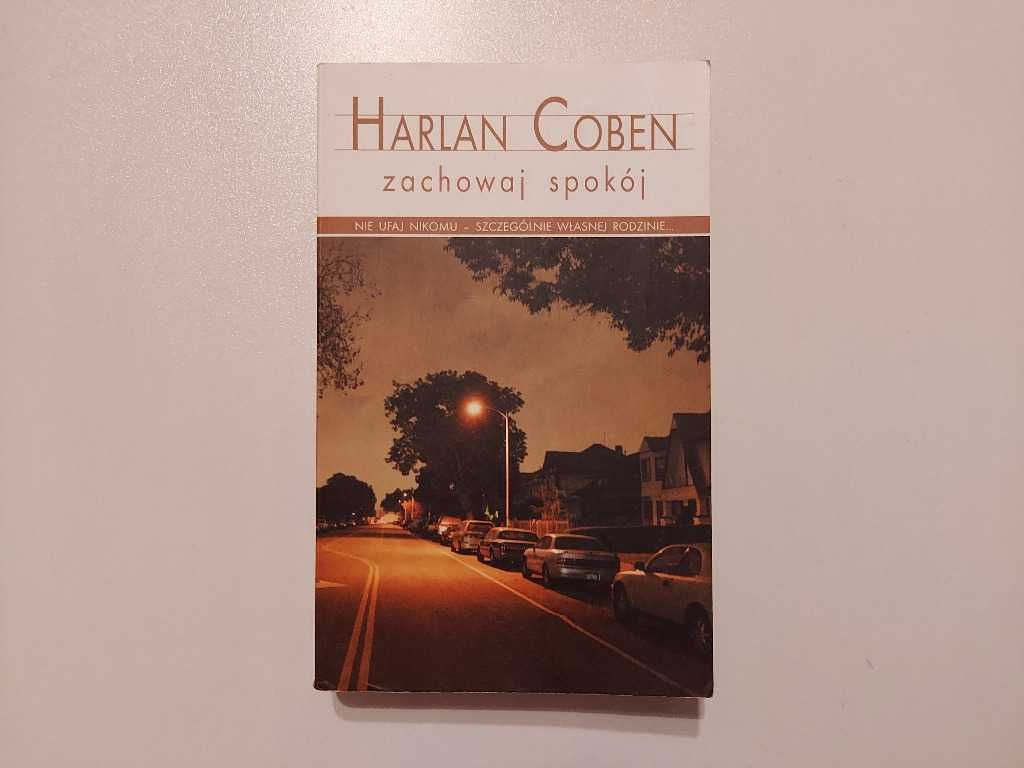 HARLAN COBEN
zachowaj spokój
NIE UFAJ NIKOMU – SZCZEGÓLNIE WŁASNEJ RODZINIE...